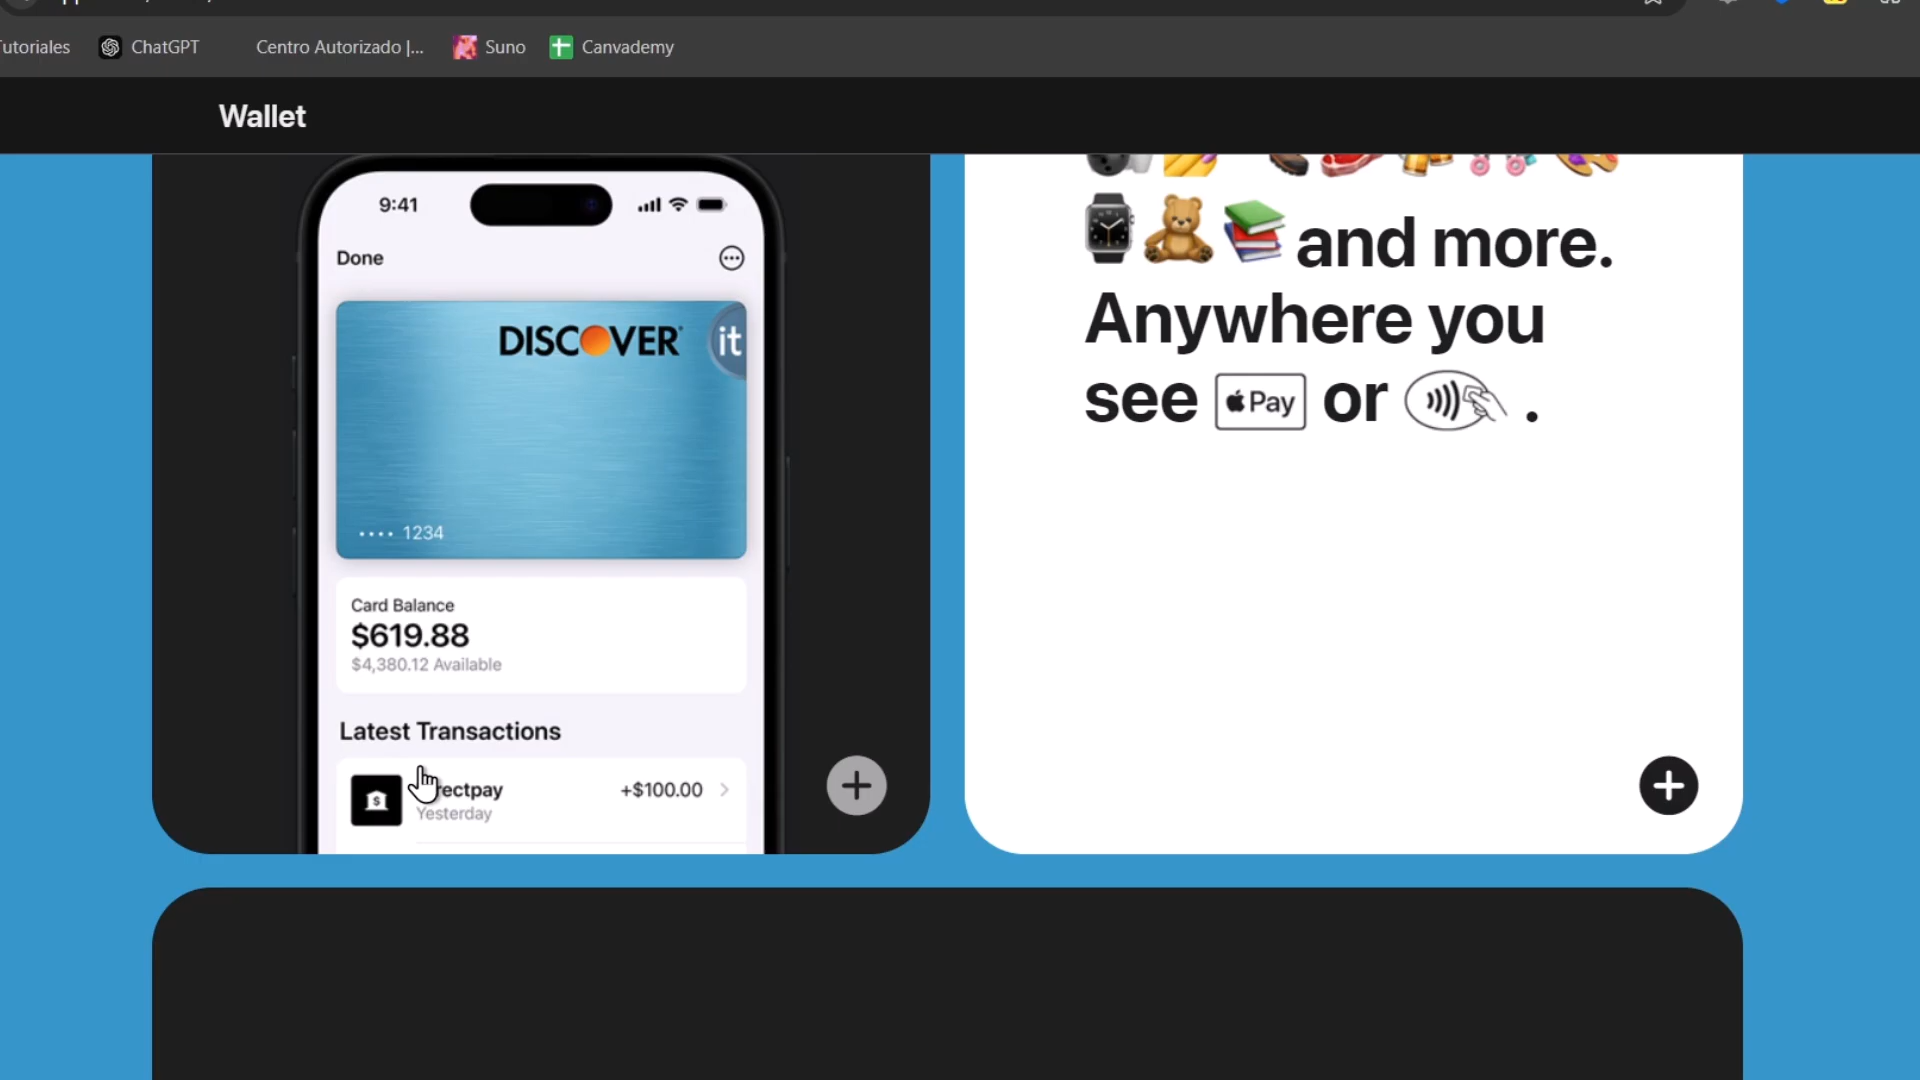 utoriales
ChatGPT
Centro Autorizado |...
Suno
Canvademy
Wallet
9:41
Done
DISCOVER
it
.... 1234
Card Balance
$619.88
$4,380.12 Available
Latest Transactions
rectpay
+$100.00
Yesterday
and more.
Anywhere you
see Pay or .